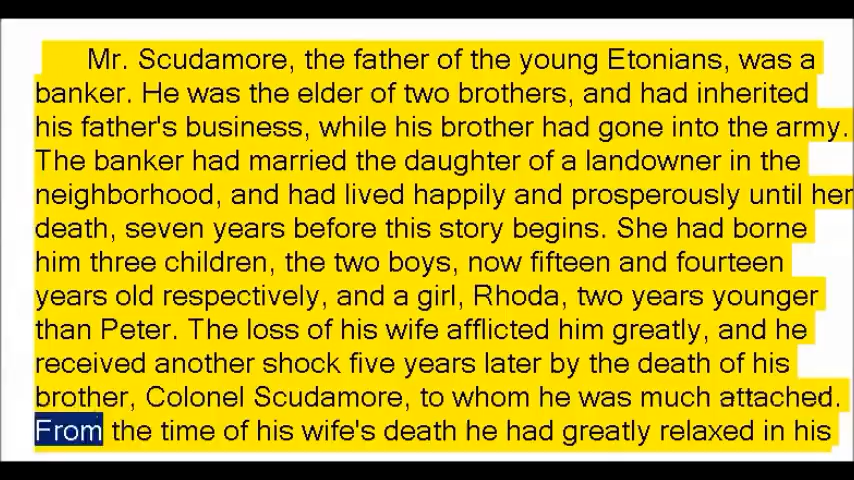 Mr. Scudamore, the father of the young Etonians, was a
banker. He was the elder of two brothers, and had inherited
his father's business, while his brother had gone into the army.
The banker had married the daughter of a landowner in the
neighborhood, and had lived happily and prosperously until her
death, seven years before this story begins. She had borne
him three children, the two boys, now fifteen and fourteen
years old respectively, and a girl, Rhoda, two years younger
than Peter. The loss of his wife afflicted him greatly, and he
received another shock five years later by the death of his
brother, Colonel Scudamore, to whom he was much attached.
From the time of his wife's death he had greatly relaxed in his